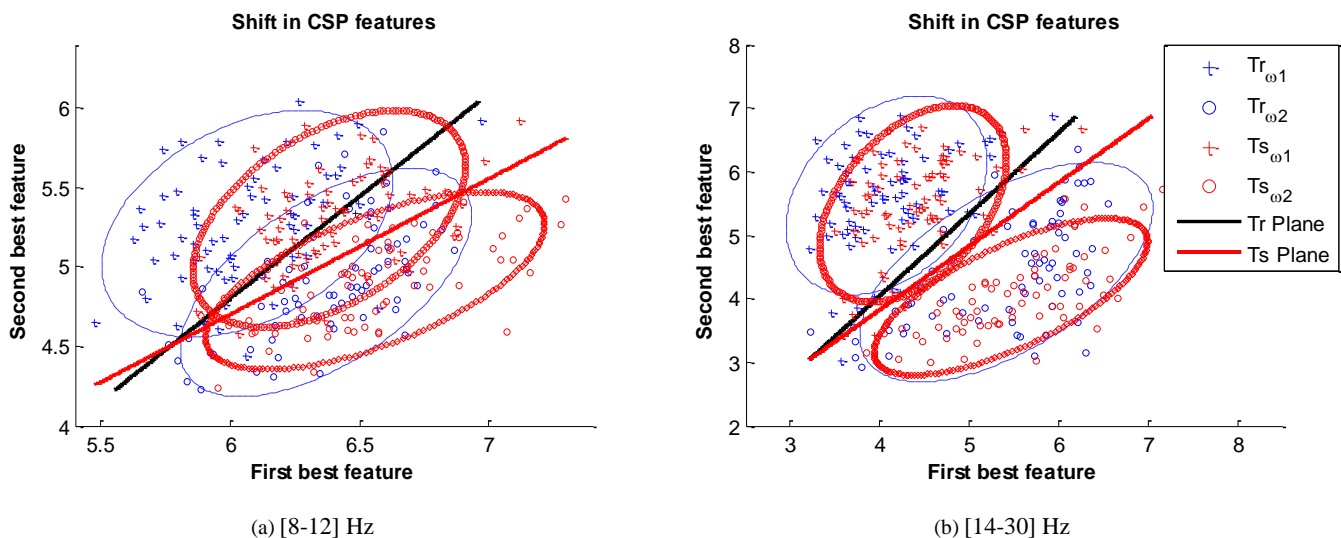 Shift in CSP features
Second best feature
6
5.5
5
4.5
4
5.5 6 6.5 7
First best feature
(a) [8-12] Hz
Shift in CSP features
Second best feature
8
7
6
5
4
3
2
3 4 5 6 7 8
First best feature
(b) [14-30] Hz
Trω1
Trω2
Tsω1
Tsω2
Tr Plane
Ts Plane